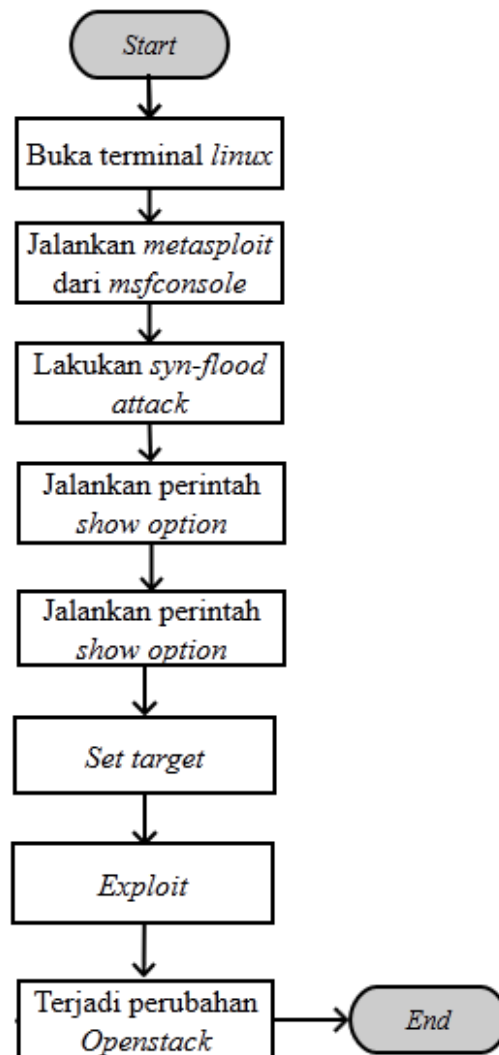 Start
Buka terminal linux
Jalankan metasploit
dari msfconsole
Lakukan syn-flood
attack
Jalankan perintah
show option
Jalankan perintah
show option
Set target
Exploit
Terjadi perubahan
Openstack
End